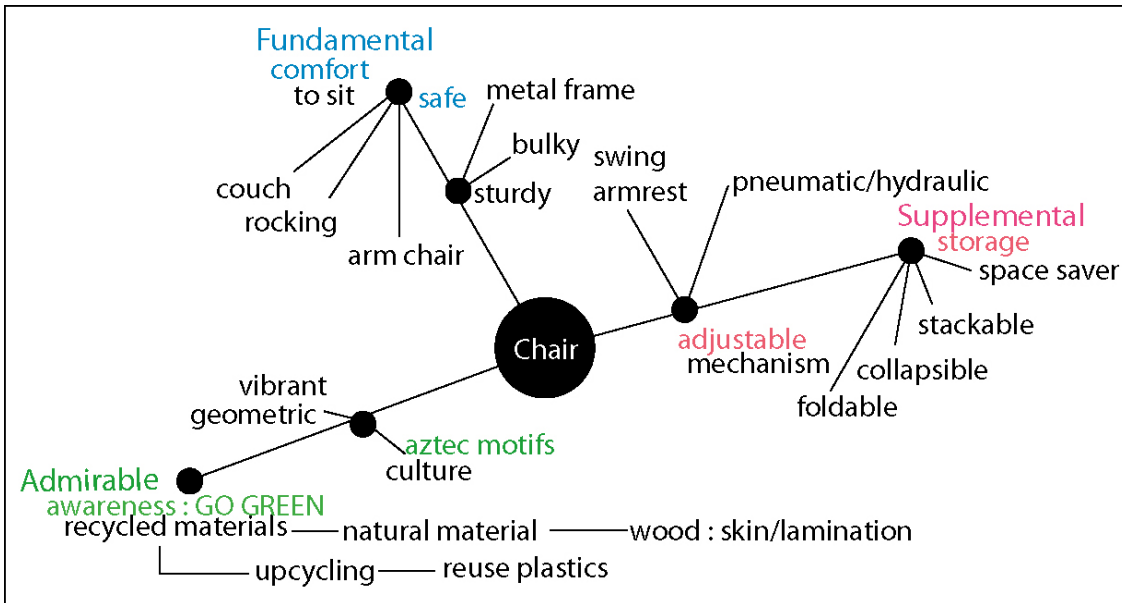 Fundamental
comfort
to sit
safe
metal frame
bulky
sturdy
couch
rocking
arm chair
swing
armrest
pneumatic/hydraulic
Supplemental
storage
space saver
stackable
collapsible
foldable
adjustable
mechanism
Chair
vibrant
geometric
aztec motifs
culture
Admirable
awareness : GO GREEN
recycled materials natural material wood : skin/lamination
upcycling reuse plastics